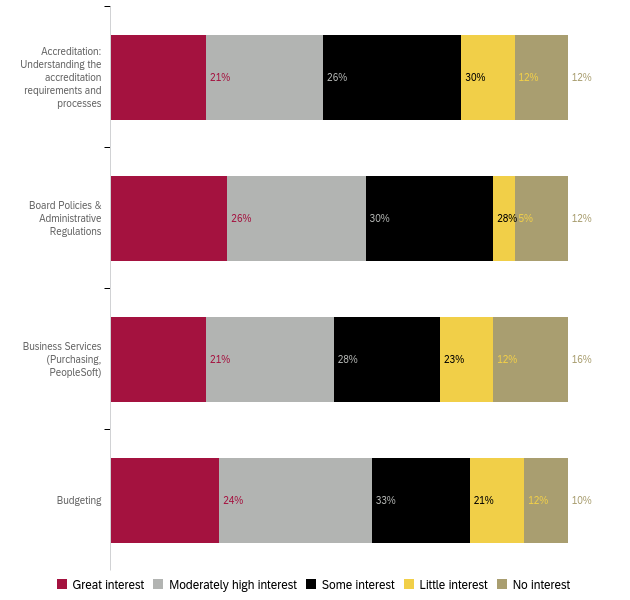 Accreditation:
Understanding the
accreditation
requirements and
processes
21% 26% 30% 12% 12%
Board Policies &
Administrative
Regulations
26% 30% 28% 5% 12%
Business Services
(Purchasing,
PeopleSoft)
21% 28% 23% 12% 16%
Budgeting
24% 33% 21% 12% 10%
Great interest Moderately high interest Some interest Little interest No interest